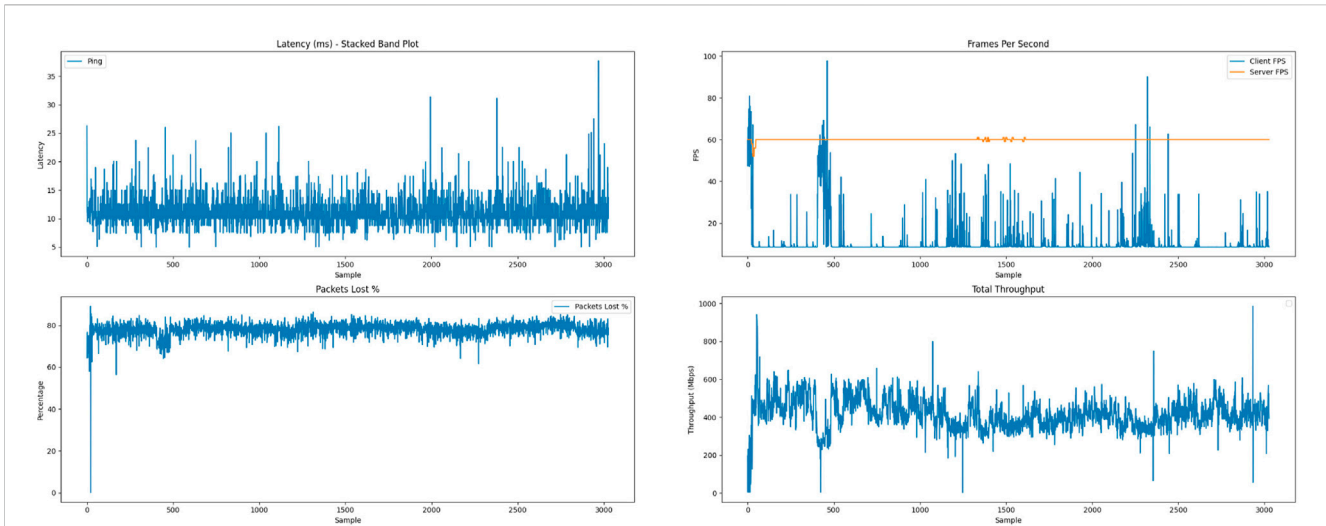 Latency (ms) - Stacked Band Plot
Ping
35
30
25
20
15
10
5
Latency
0 500 1000 1500 2000 2500 3000
Sample
Frames Per Second
Client FPS
Server FPS
100
80
60
40
20
FPS
0 500 1000 1500 2000 2500 3000
Sample
Packets Lost %
Packets Lost %
80
60
40
20
0
Percentage
0 500 1000 1500 2000 2500 3000
Sample
Total Throughput
1000
800
600
400
200
0
Throughput (Mbps)
0 500 1000 1500 2000 2500 3000
Sample